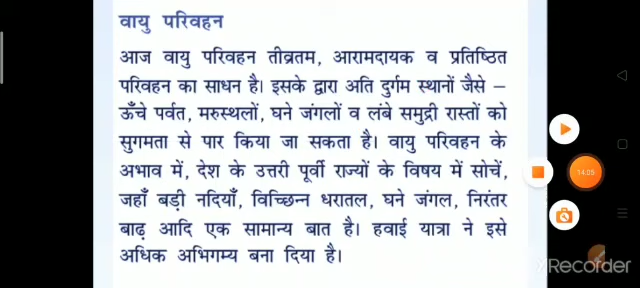 वायु परिवहन
आज वायु परिवहन तीव्रतम, आरामदायक व प्रतिष्ठित
परिवहन का साधन है। इसके द्वारा अति दुर्गम स्थानों जैसे –
ऊँचे पर्वत, मरुस्थलों, घने जंगलों व लंबे समुद्री रास्तों को
सुगमता से पार किया जा सकता है। वायु परिवहन के
अभाव में, देश के उत्तरी पूर्वी राज्यों के विषय में सोचें,
जहाँ बड़ी नदियाँ, विच्छिन्न धरातल, घने जंगल, निरंतर
बाढ़ आदि एक सामान्य बात है। हवाई यात्रा ने इसे
अधिक अभिगम्य बना दिया है।
14:25
XRecorder